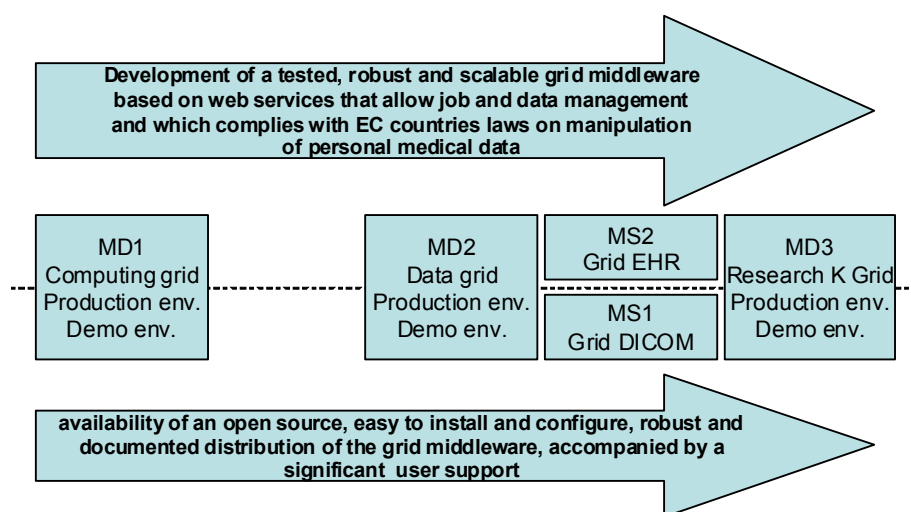 Development of a tested, robust and scalable grid middleware
based on web services that allow job and data management
and which complies with EC countries laws on manipulation
of personal medical data
MD1
Computing grid
Production env.
Demo env.
MD2
Data grid
Production env.
Demo env.
MS2
Grid EHR
MS1
Grid DICOM
MD3
Research K Grid
Production env.
Demo env.
availability of an open source, easy to install and configure, robust and
documented distribution of the grid middleware, accompanied by a
significant user support